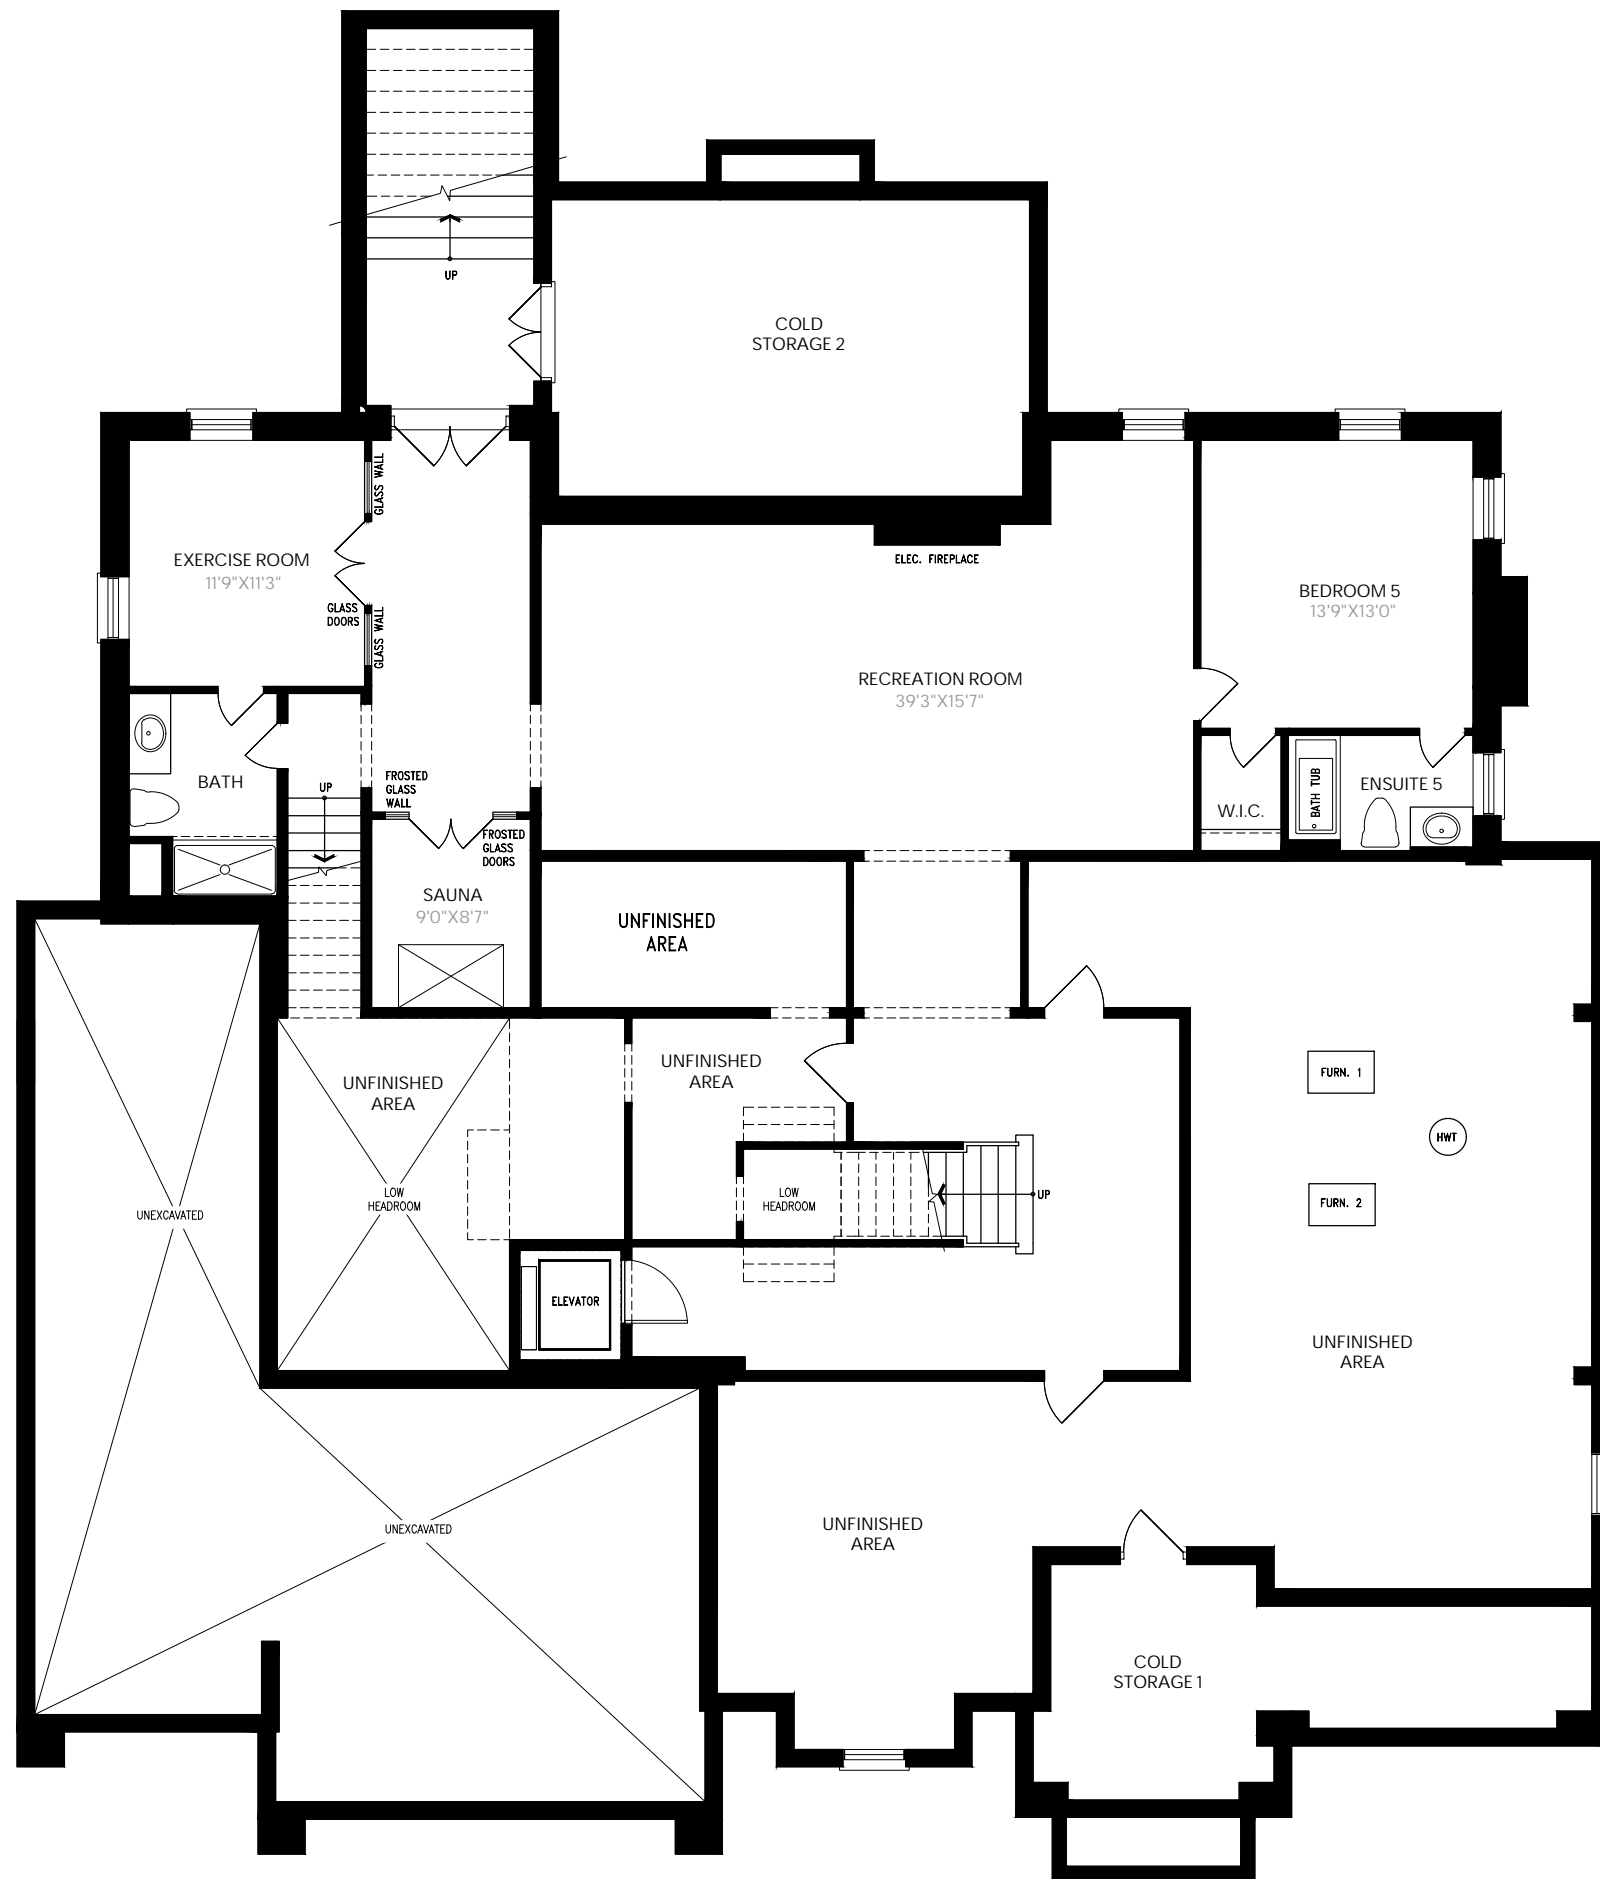 UP
COLD
STORAGE 2
GLASS WALL
ELEC. FIREPLACE
EXERCISE ROOM
11'9"X11'3"
GLASS
DOORS
GLASS WALL
BEDROOM 5
13'9"X13'0"
RECREATION ROOM
39'3"X15'7"
BATH
UP
FROSTED
GLASS
WALL
FROSTED
GLASS
DOORS
BATH TUB
ENSUITE 5
W.I.C.
SAUNA
9'0"X8'7"
UNFINISHED
AREA
UNFINISHED
AREA
UNFINISHED
AREA
FURN. 1
HWT
LOW
HEADROOM
LOW
HEADROOM
UP
FURN. 2
UNEXCAVATED
ELEVATOR
UNFINISHED
AREA
UNEXCAVATED
UNFINISHED
AREA
COLD
STORAGE 1